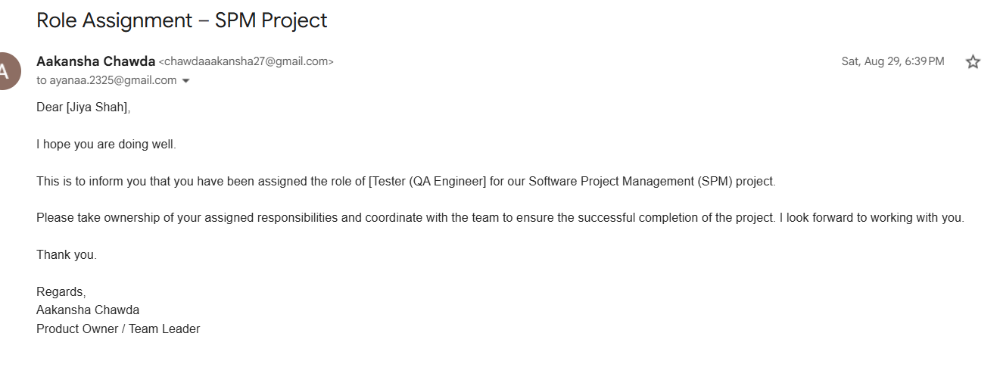 Role Assignment – SPM Project
A
Aakansha Chawda <chawdaaakansha27@gmail.com>
Sat, Aug 29, 6:39 PM
to ayanaa.2325@gmail.com
Dear [Jiya Shah],
I hope you are doing well.
This is to inform you that you have been assigned the role of [Tester (QA Engineer] for our Software Project Management (SPM) project.
Please take ownership of your assigned responsibilities and coordinate with the team to ensure the successful completion of the project. I look forward to working with you.
Thank you.
Regards,
Aakansha Chawda
Product Owner / Team Leader